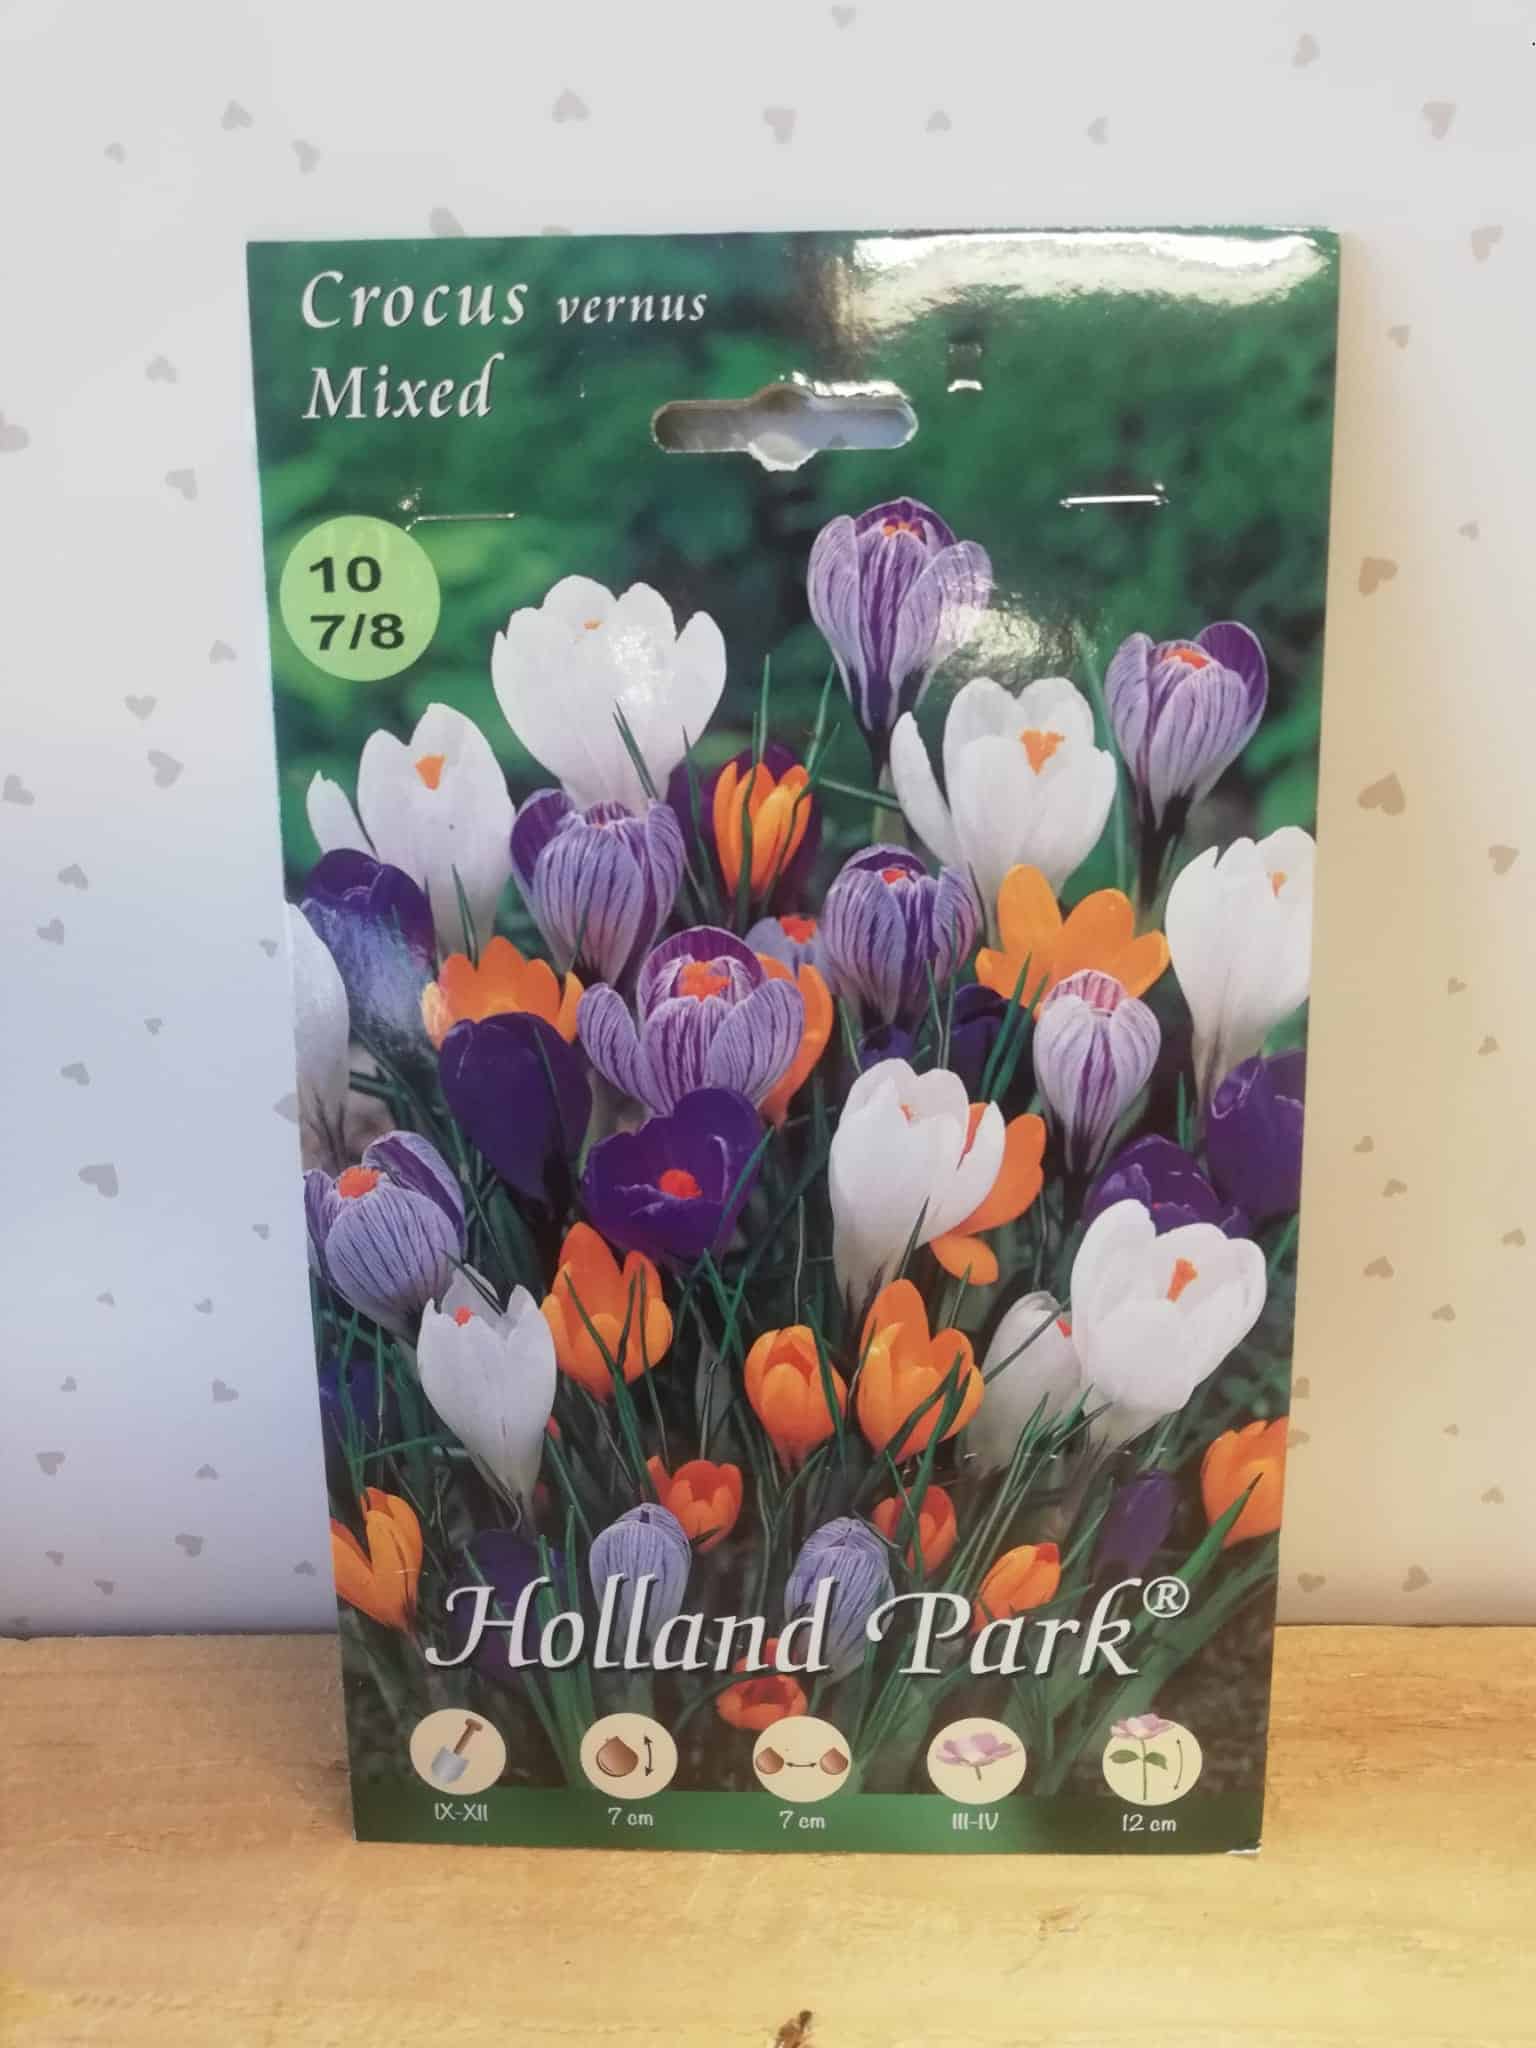 Crocus vernus
Mixed
10
7/8
Holland Park®
IX-XII
7 cm
7 cm
III-IV
12 cm